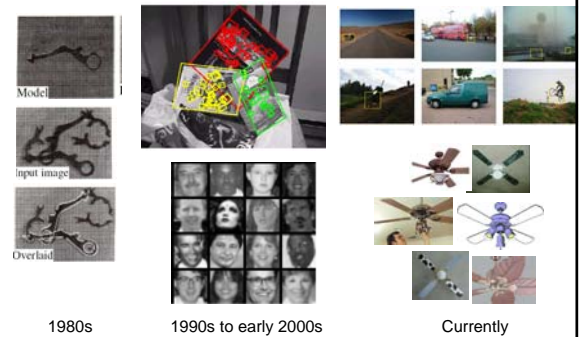 Model
Input image
Overlaid
1980s
1990s to early 2000s
Currently